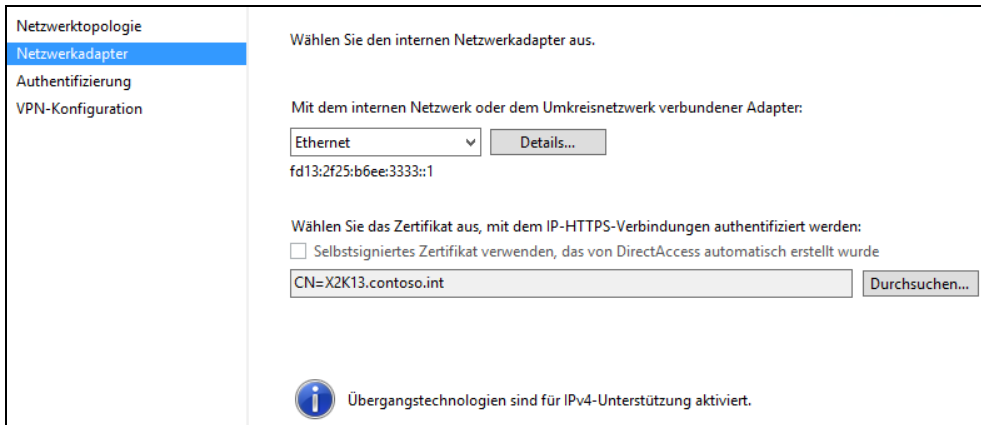 Netzwerktopologie
Netzwerkadapter
Authentifizierung
VPN-Konfiguration
Wählen Sie den internen Netzwerkadapter aus.
Mit dem internen Netzwerk oder dem Umkreisnetzwerk verbundener Adapter:
Ethernet Details...
fd13:2f25:b6ee:3333::1
Wählen Sie das Zertifikat aus, mit dem IP-HTTPS-Verbindungen authentifiziert werden:
Selbstsigniertes Zertifikat verwenden, das von DirectAccess automatisch erstellt wurde
CN=X2K13.contoso.int Durchsuchen...
Übergangstechnologien sind für IPv4-Unterstützung aktiviert.